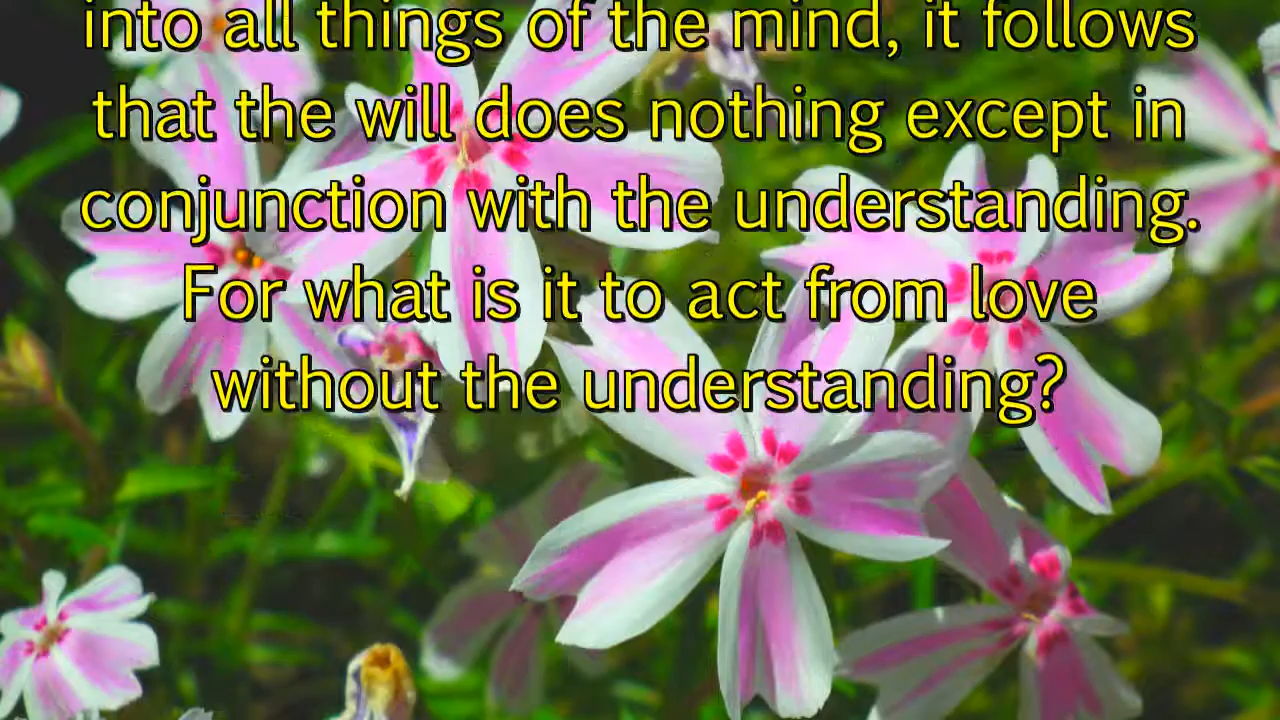 into all things of the mind, it follows
that the will does nothing except in
conjunction with the understanding.
For what is it to act from love
without the understanding?